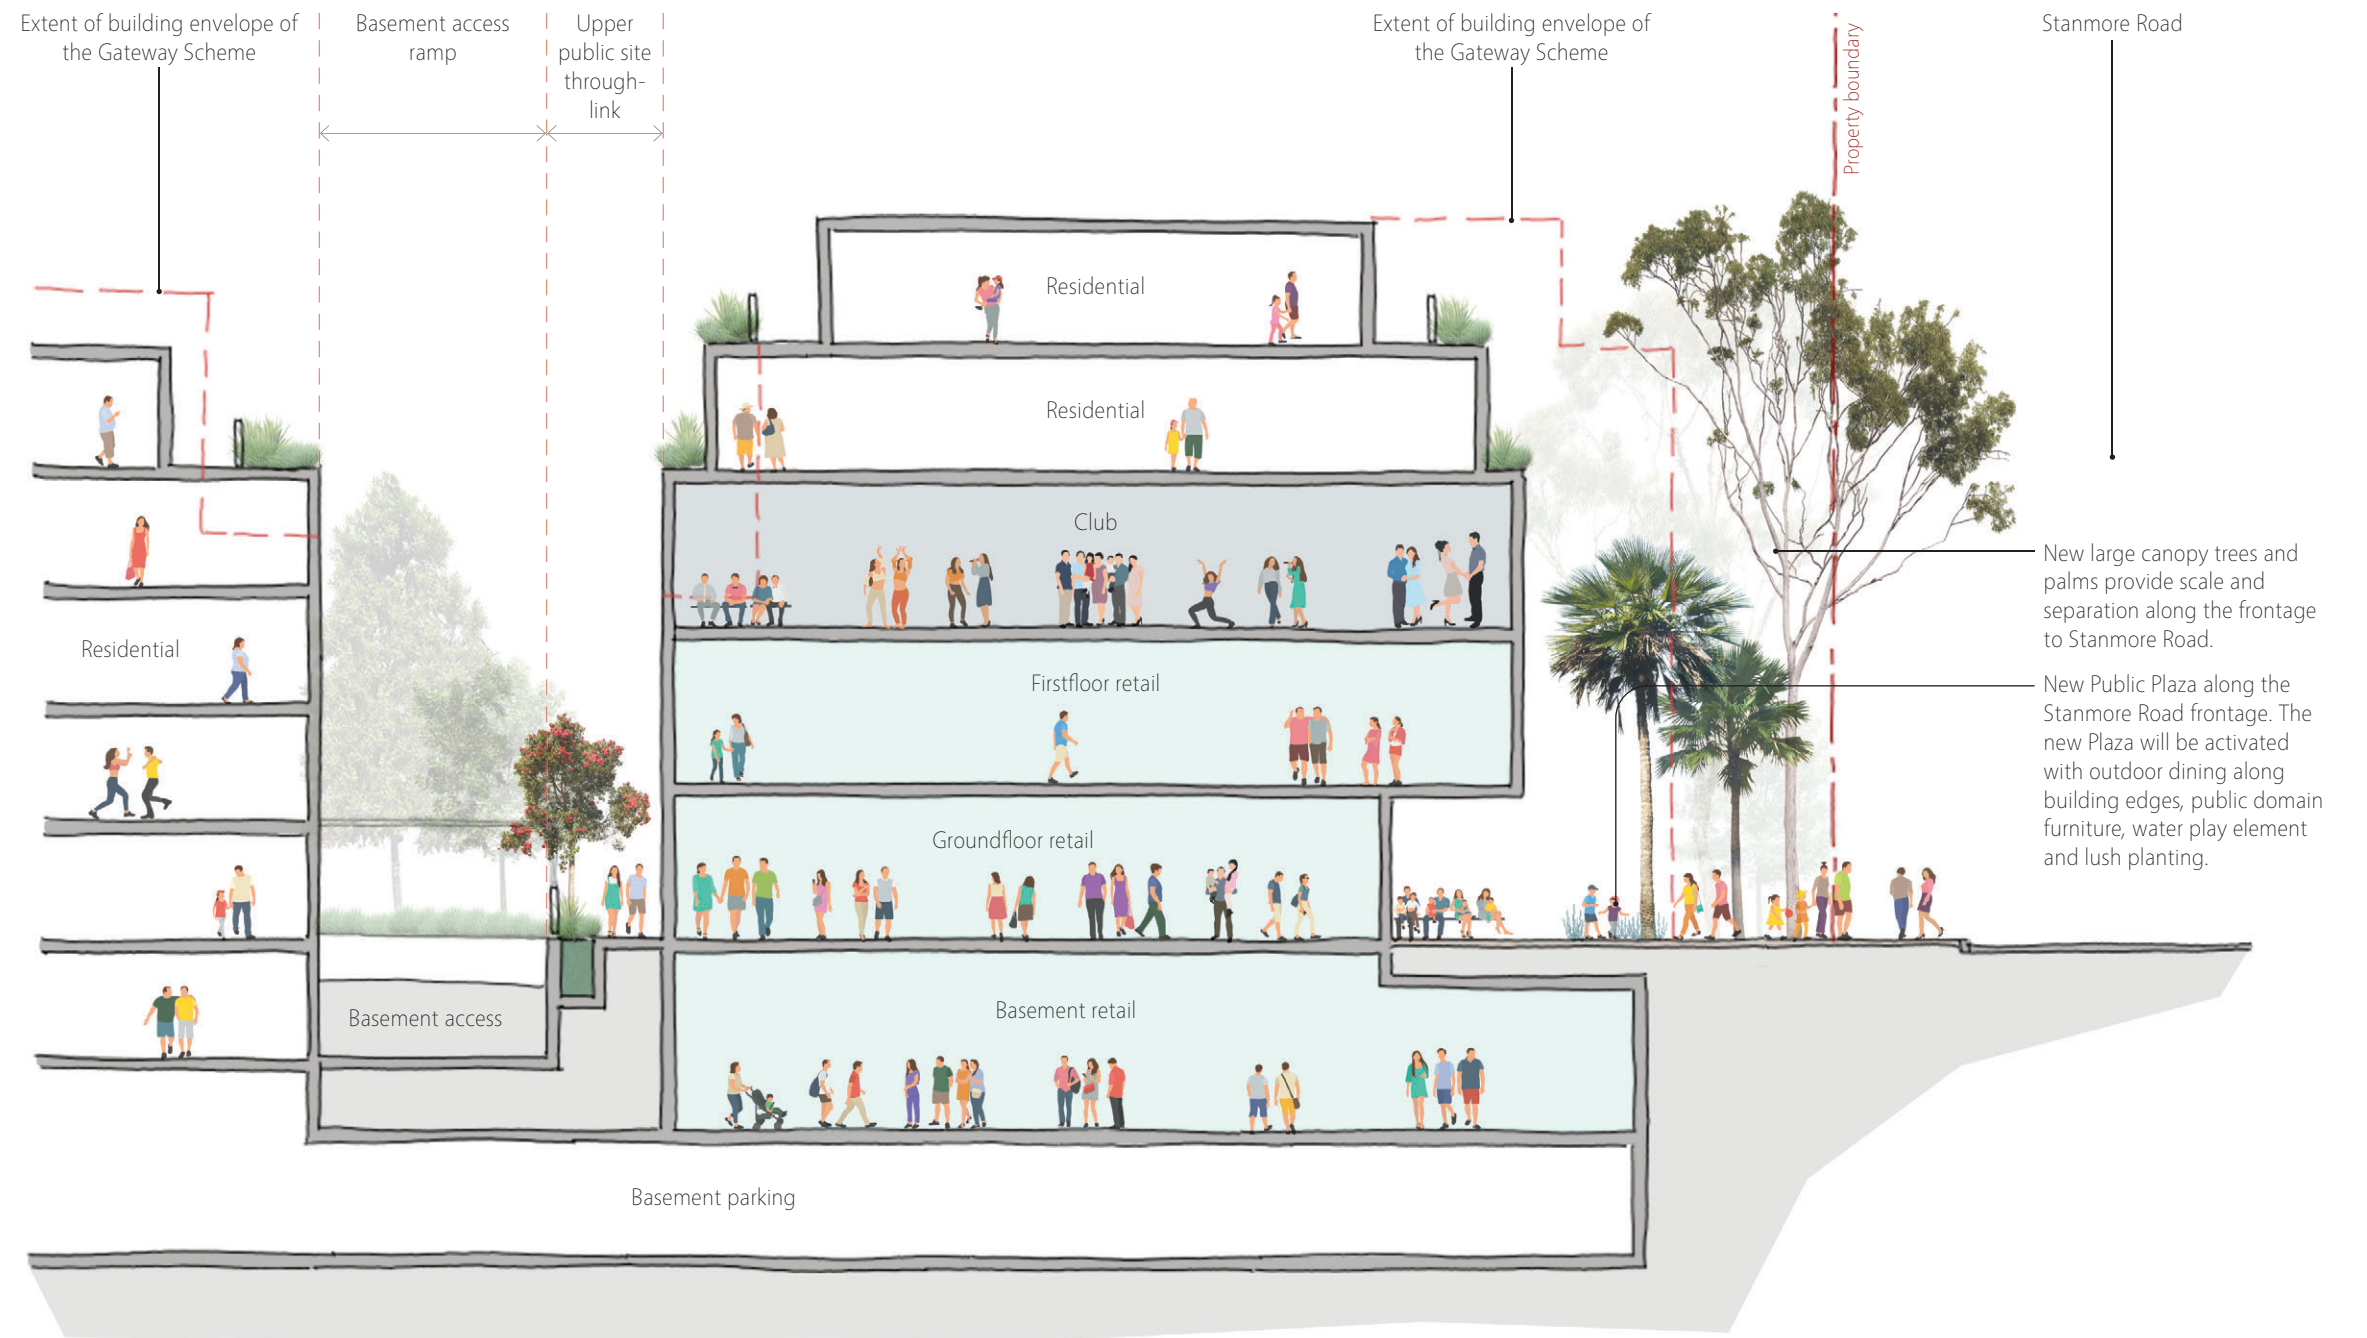 Extent of building envelope of
the Gateway Scheme
Basement access
ramp
Upper
public site
through-
link
Extent of building envelope of
the Gateway Scheme
Property boundary
Stanmore Road
Residential
Residential
Club
New large canopy trees and
palms provide scale and
separation along the frontage
to Stanmore Road.
Residential
Firstfloor retail
New Public Plaza along the
Stanmore Road frontage. The
new Plaza will be activated
with outdoor dining along
building edges, public domain
furniture, water play element
and lush planting.
Groundfloor retail
Basement access
Basement retail
Basement parking